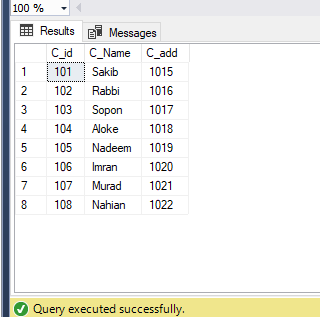 100 %
Results Messages
C_id C_Name C_add
1 101 Sakib 1015
2 102 Rabbi 1016
3 103 Sopon 1017
4 104 Aloke 1018
5 105 Nadeem 1019
6 106 Imran 1020
7 107 Murad 1021
8 108 Nahian 1022
Query executed successfully.